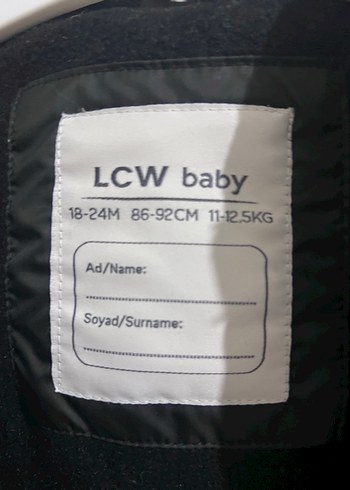 LCW baby
18-24M 86-92CM 11-12,5KG
Ad/Name:
Soyad/Surname: